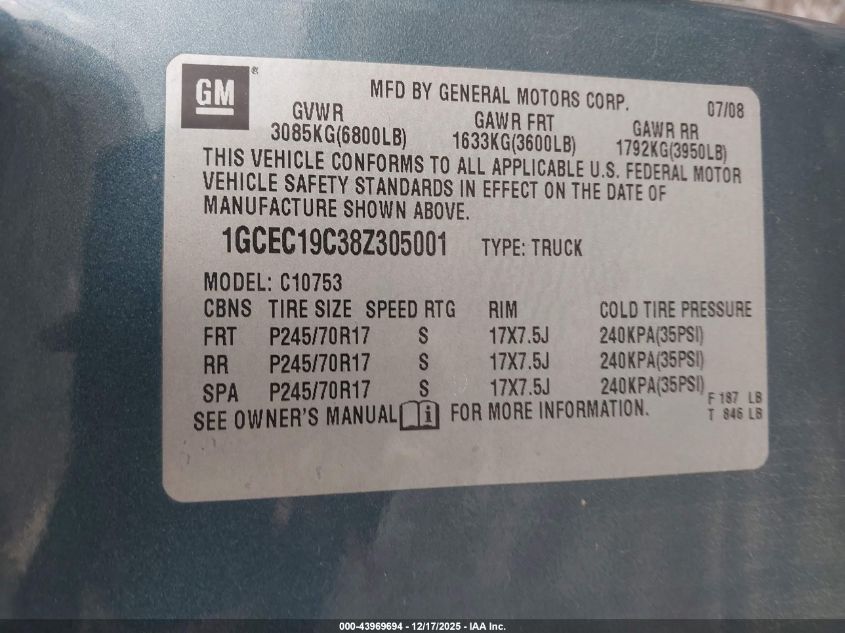 GM ®
MFD BY GENERAL MOTORS CORP. 07/08
GVWR GAWR FRT GAWR RR
3085KG(6800LB) 1633KG(3600LB) 1792KG(3950LB)
THIS VEHICLE CONFORMS TO ALL APPLICABLE U.S. FEDERAL MOTOR
VEHICLE SAFETY STANDARDS IN EFFECT ON THE DATE OF
MANUFACTURE SHOWN ABOVE.
1GCEC19C38Z305001 TYPE: TRUCK
MODEL: C10753
CBNS TIRE SIZE SPEED RTG RIM COLD TIRE PRESSURE
FRT P245/70R17 S 17X7.5J 240KPA(35PSI)
RR P245/70R17 S 17X7.5J 240KPA(35PSI)
SPA P245/70R17 S 17X7.5J 240KPA(35PSI)
F 187 LB
T 846 LB
SEE OWNER'S MANUAL i FOR MORE INFORMATION.
000-43969694 - 12/17/2025 - IAA Inc.